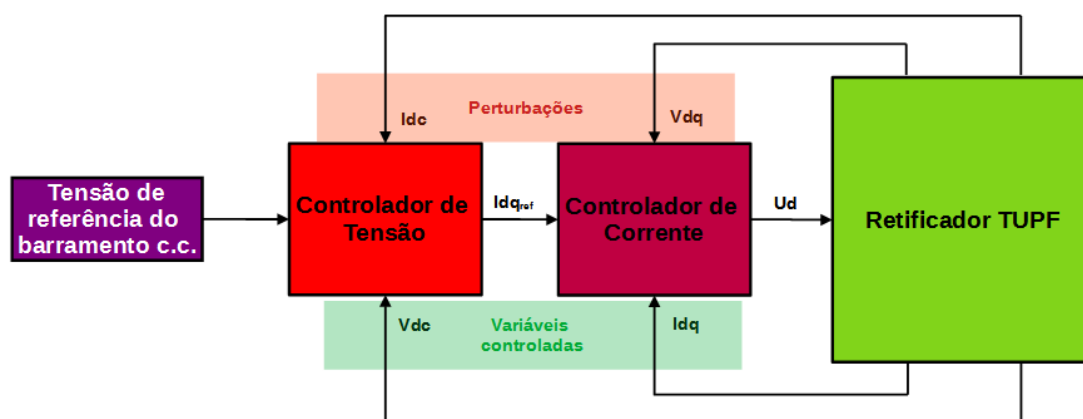 Perturbações
Idc
Vdq
Tensão de
referência do
barramento c.c.
Controlador de
Tensão
Idqref
Controlador de
Corrente
Ud
Retificador TUPF
Vdc
Variáveis
controladas
Idq